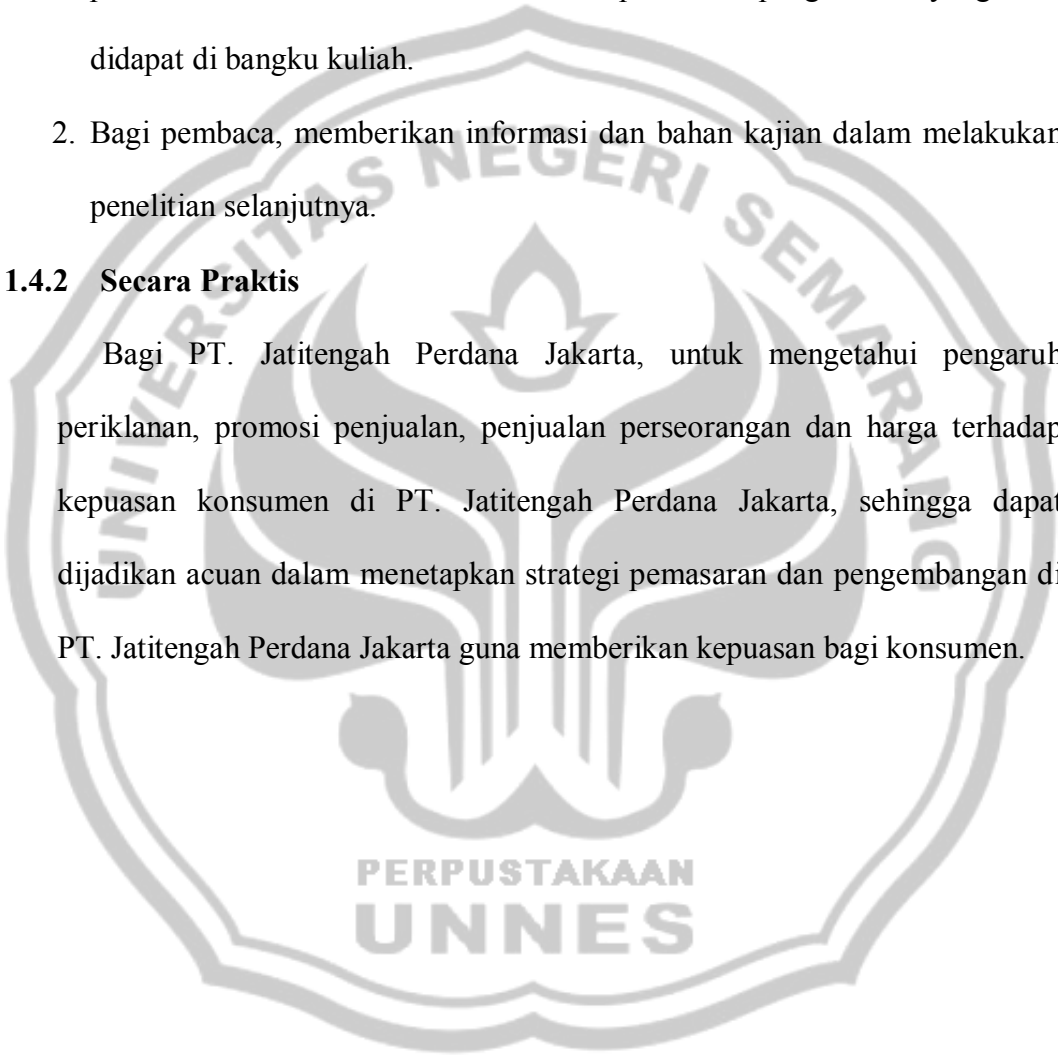 didapat di bangku kuliah.
2. Bagi pembaca, memberikan informasi dan bahan kajian dalam melakukan
penelitian selanjutnya.
1.4.2 Secara Praktis
Bagi PT. Jatitengah Perdana Jakarta, untuk mengetahui pengaruh
periklanan, promosi penjualan, penjualan perseorangan dan harga terhadap
kepuasan konsumen di PT. Jatitengah Perdana Jakarta, sehingga dapat
dijadikan acuan dalam menetapkan strategi pemasaran dan pengembangan di
PT. Jatitengah Perdana Jakarta guna memberikan kepuasan bagi konsumen.
UNIVERSITAS NEGERI SEMARANG
PERPUSTAKAAN
UNNES